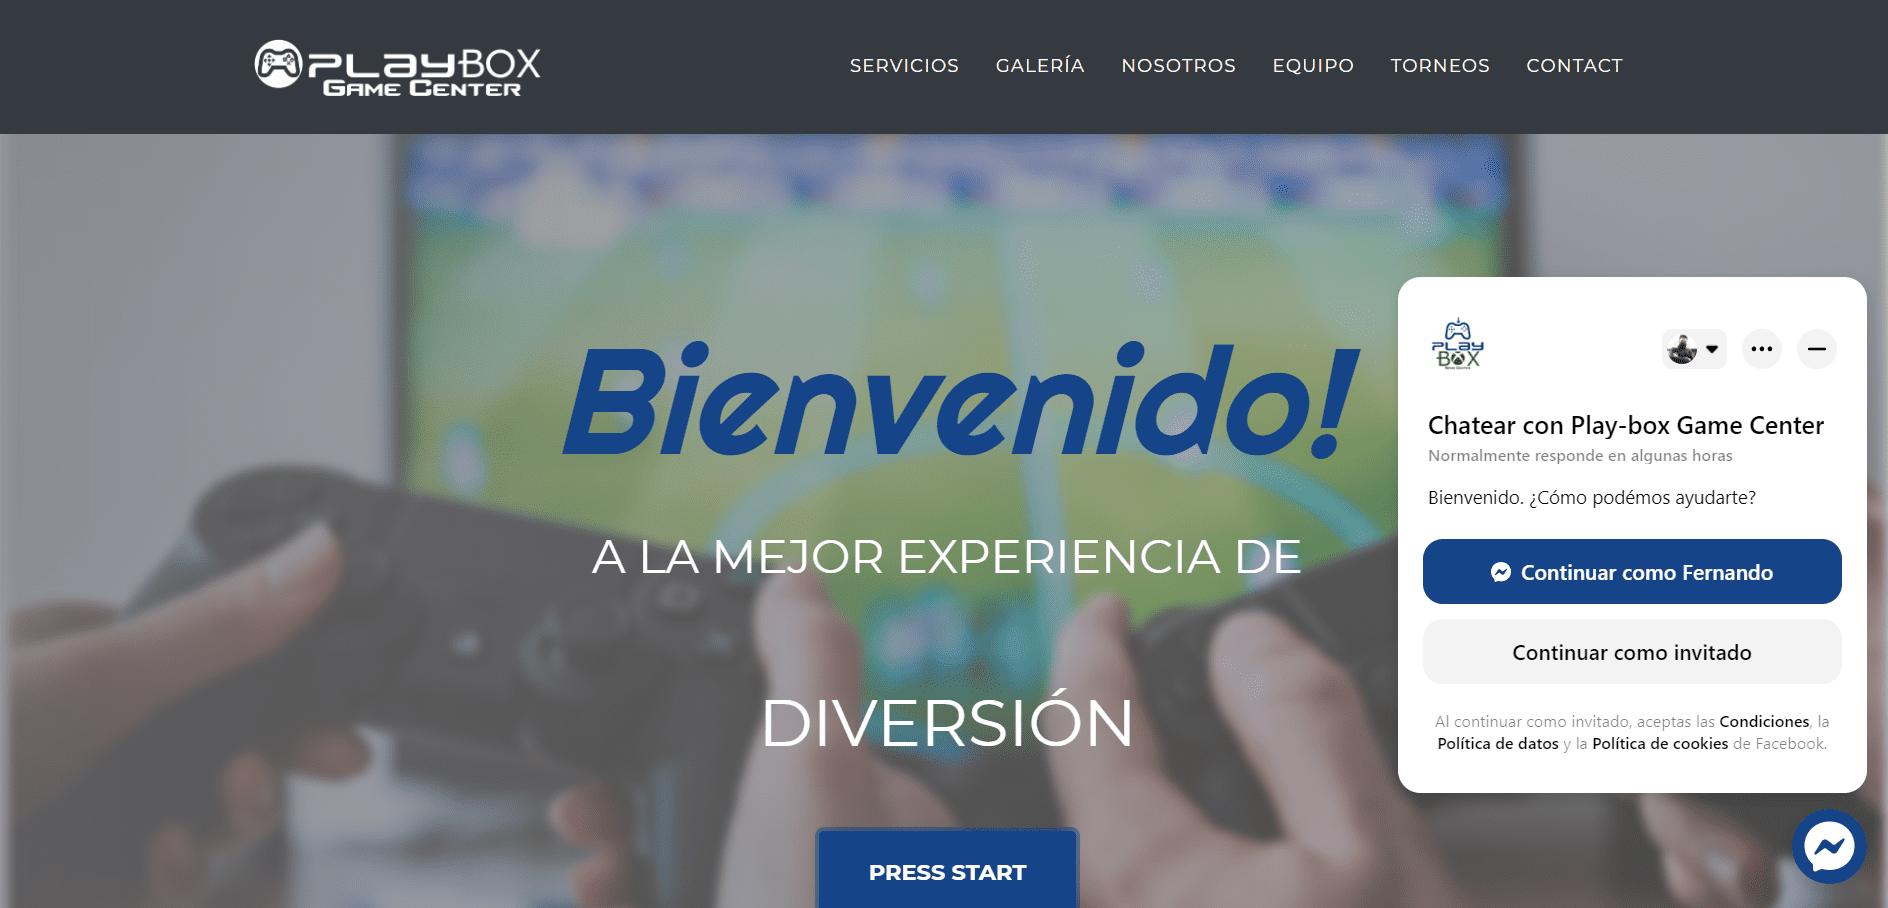 PLAYBOX
GAME CENTER
SERVICIOS GALERÍA NOSOTROS EQUIPO TORNEOS CONTACT
Bienvenido!
A LA MEJOR EXPERIENCIA DE
DIVERSIÓN
PRESS START
PLAY
BOX
Chatear con Play-box Game Center
Normalmente responde en algunas horas
Bienvenido. ¿Cómo podémos ayudarte?
Continuar como Fernando
Continuar como invitado
Al continuar como invitado, aceptas las Condiciones, la
Política de datos y la Política de cookies de Facebook.